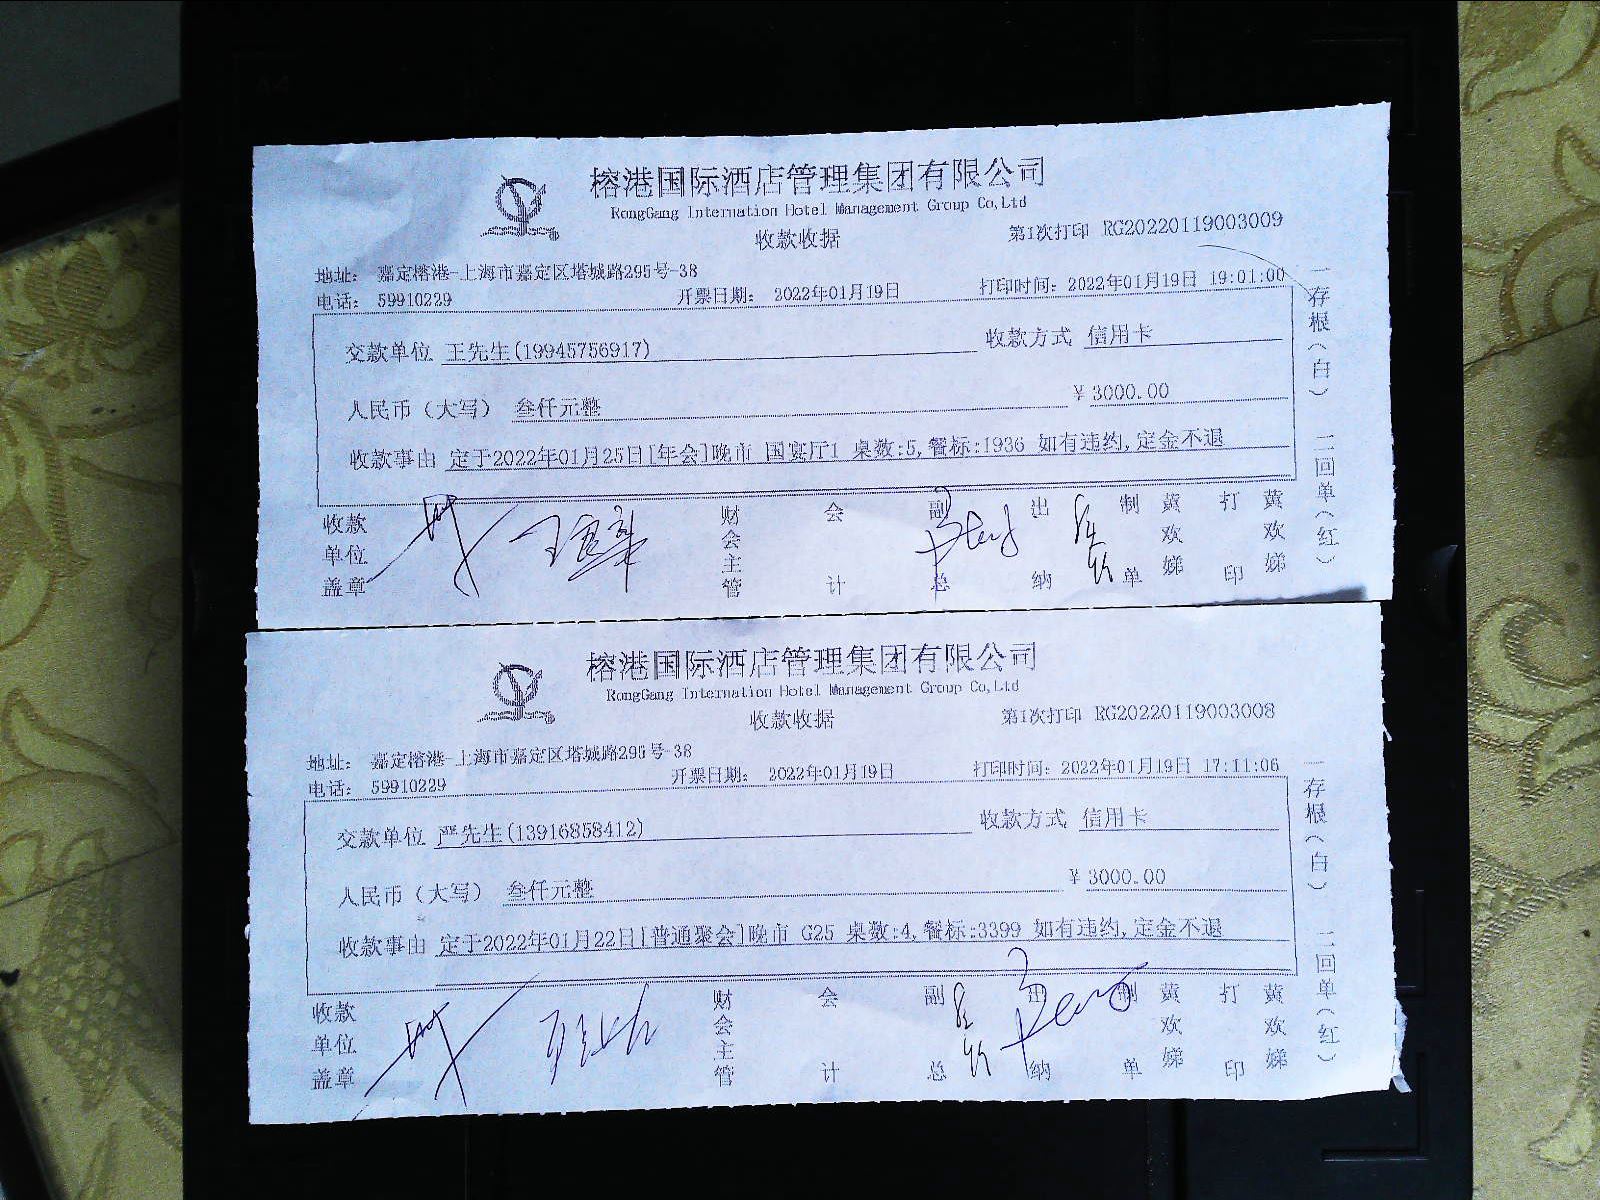 榕港国际酒店管理集团有限公司
RongGang Internation Hotel Management Group Co,Ltd
收款收据
第1次打印 RG20220119003009
地址: 嘉定榕港-上海市嘉定区塔城路295号-38
电话: 59910229 开票日期: 2022年01月19日 打印时间: 2022年01月19日 19:01:00
交款单位 王先生(19945756917) 收款方式 信用卡
人民币(大写) 叁仟元整 ¥3000.00
收款事由 定于2022年01月25日[年会]晚市 国宴厅1 桌数:5,餐标:1936 如有违约,定金不退
收款单位盖章 财会主管 会计 副总 出纳 制单 黄欢娣 打印 黄欢娣
一存根(白) 二回单(红)
榕港国际酒店管理集团有限公司
RongGang Internation Hotel Management Group Co,Ltd
收款收据
第1次打印 RG20220119003008
地址: 嘉定榕港-上海市嘉定区塔城路295号-38
电话: 59910229 开票日期: 2022年01月19日 打印时间: 2022年01月19日 17:11:06
交款单位 严先生(13916858412) 收款方式 信用卡
人民币(大写) 叁仟元整 ¥3000.00
收款事由 定于2022年01月22日[普通聚会]晚市 G25 桌数:4,餐标:3399 如有违约,定金不退
收款单位盖章 财会主管 会计 副总 出纳 制单 黄欢娣 打印 黄欢娣
一存根(白) 二回单(红)